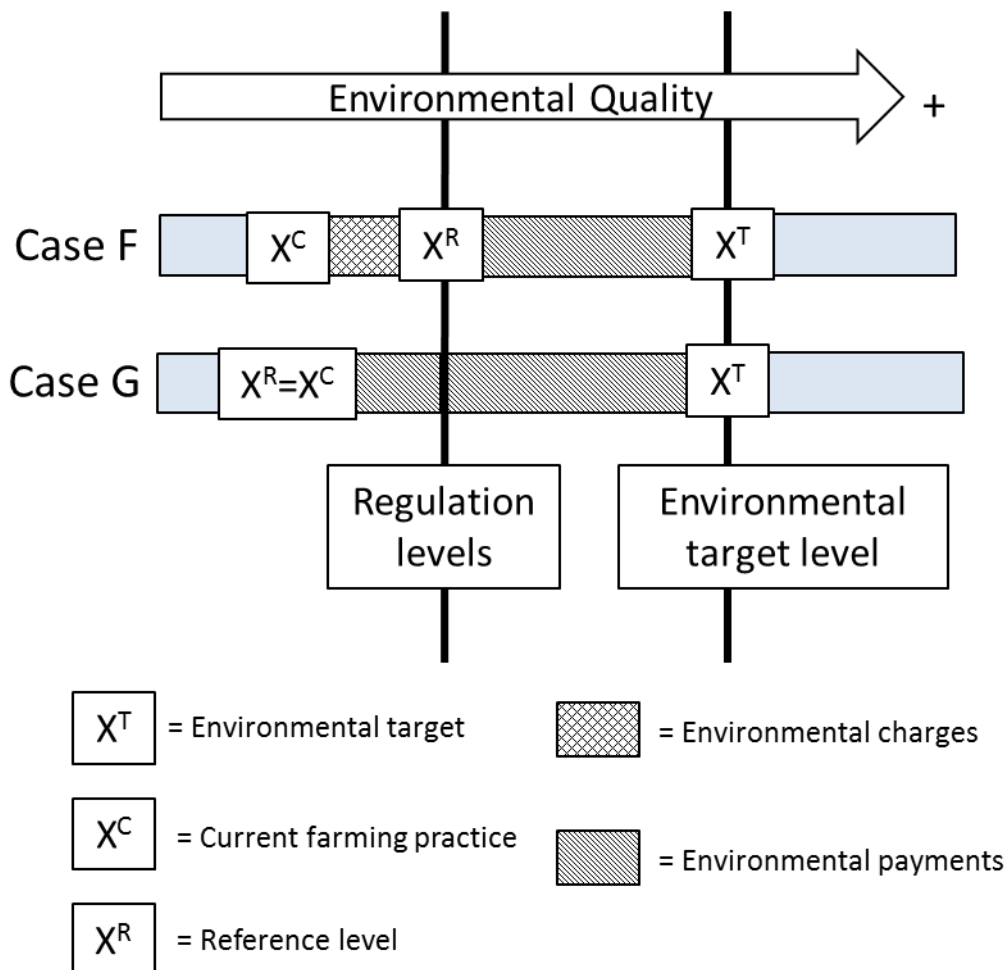 Environmental Quality
+
Case F
X^C
X^R
X^T
Case G
X^R=X^C
X^T
Regulation
levels
Environmental
target level
X^T = Environmental target
= Environmental charges
X^C = Current farming practice
= Environmental payments
X^R = Reference level